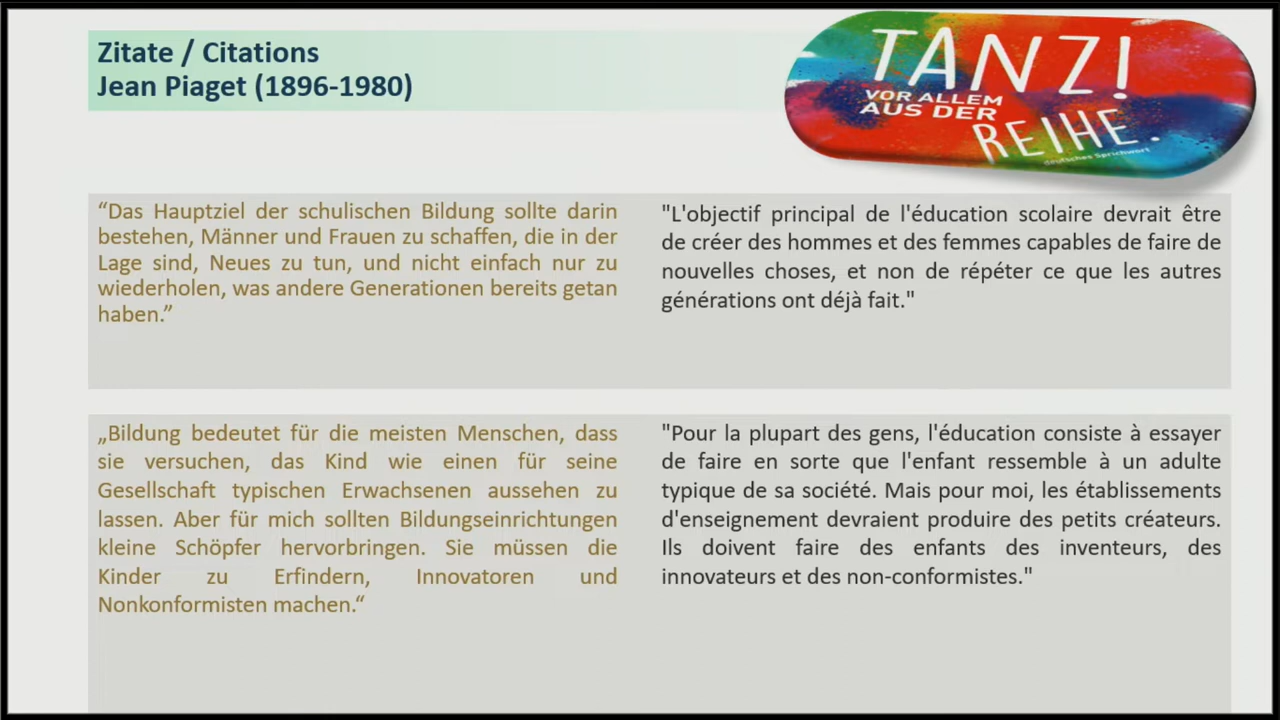 Zitate / Citations
Jean Piaget (1896-1980)
TANZ!
VOR ALLEM
AUS DER
REIHE.
deutsches Sprichwort
“Das Hauptziel der schulischen Bildung sollte darin
bestehen, Männer und Frauen zu schaffen, die in der
Lage sind, Neues zu tun, und nicht einfach nur zu
wiederholen, was andere Generationen bereits getan
haben.”
"L'objectif principal de l'éducation scolaire devrait être
de créer des hommes et des femmes capables de faire de
nouvelles choses, et non de répéter ce que les autres
générations ont déjà fait."
„Bildung bedeutet für die meisten Menschen, dass
sie versuchen, das Kind wie einen für seine
Gesellschaft typischen Erwachsenen aussehen zu
lassen. Aber für mich sollten Bildungseinrichtungen
kleine Schöpfer hervorbringen. Sie müssen die
Kinder zu Erfindern, Innovatoren und
Nonkonformisten machen.“
"Pour la plupart des gens, l'éducation consiste à essayer
de faire en sorte que l'enfant ressemble à un adulte
typique de sa société. Mais pour moi, les établissements
d'enseignement devraient produire des petits créateurs.
Ils doivent faire des enfants des inventeurs, des
innovateurs et des non-conformistes."